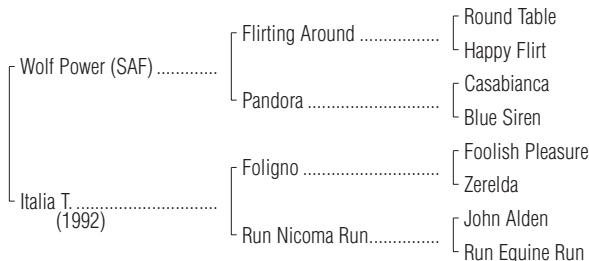 Round Table
Flirting Around ..................
Happy Flirt
Wolf Power (SAF) .............
Casabianca
Pandora .............................
Blue Siren
Foolish Pleasure
Foligno ..............................
Zerelda
Italia T. ..............................
(1992)
John Alden
Run Nicoma Run...............
Run Equine Run